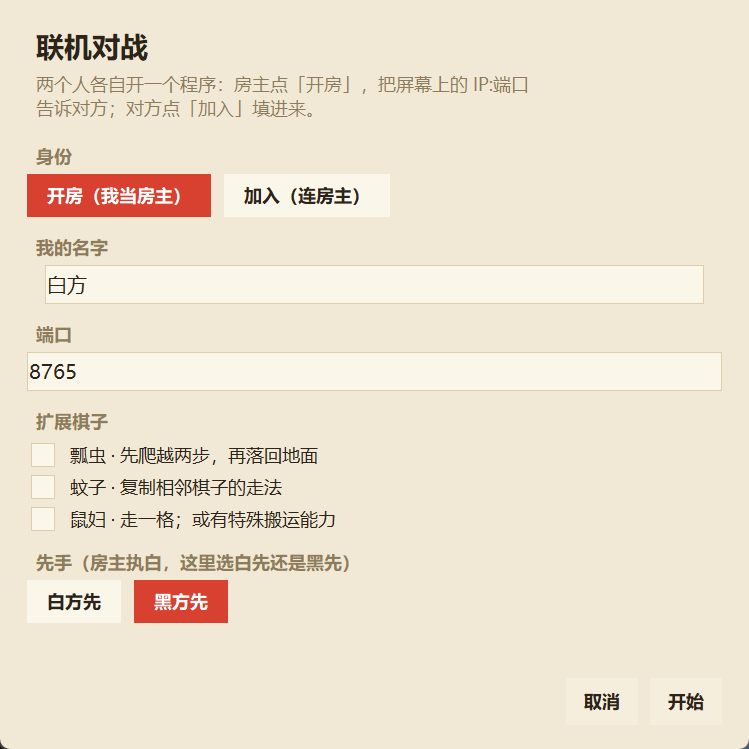 联机对战
两个人各自开一个程序：房主点「开房」，把屏幕上的 IP:端口
告诉对方；对方点「加入」填进来。
身份
开房（我当房主） 加入（连房主）
我的名字
白方
端口
8765
扩展棋子
瓢虫 · 先爬越两步，再落回地面
蚊子 · 复制相邻棋子的走法
鼠妇 · 走一格；或有特殊搬运能力
先手（房主执白，这里选白先还是黑先）
白方先 黑方先
取消 开始